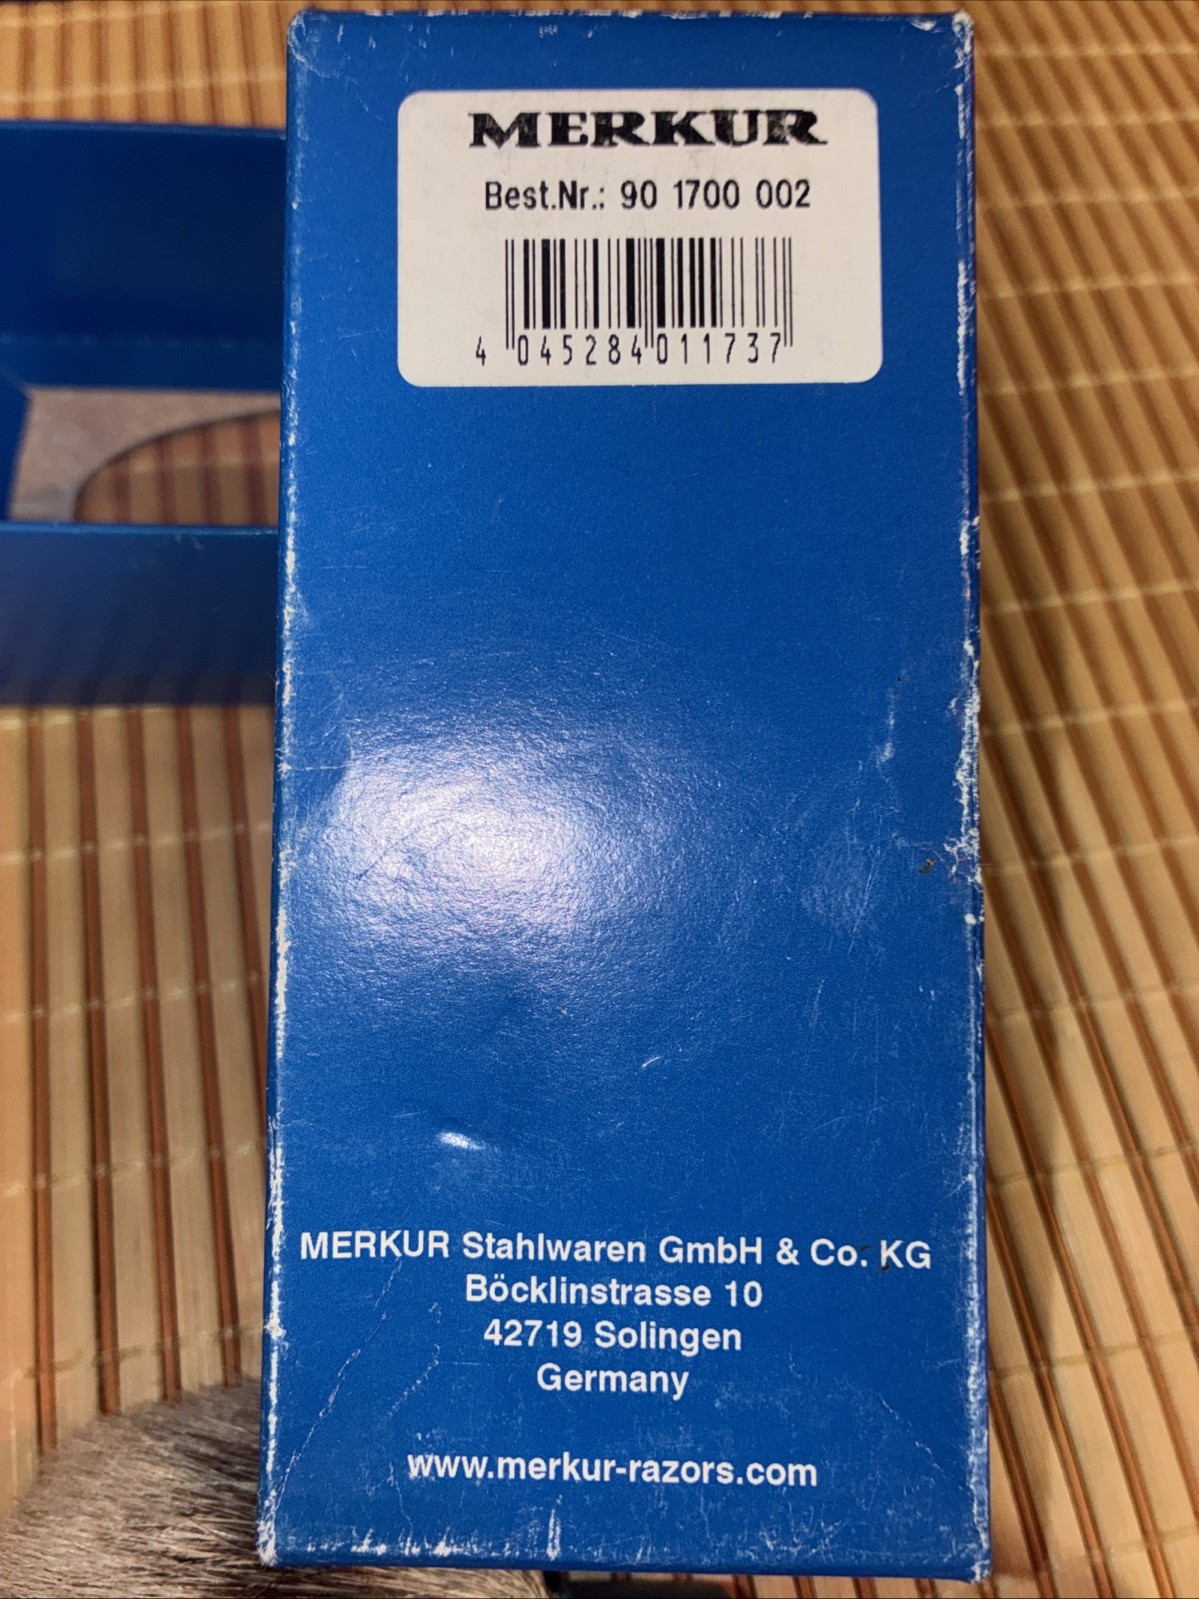 MERKUR
Best.Nr.: 90 1700 002
4 045284 011737
MERKUR Stahlwaren GmbH & Co. KG
Böcklinstrasse 10
42719 Solingen
Germany
www.merkur-razors.com